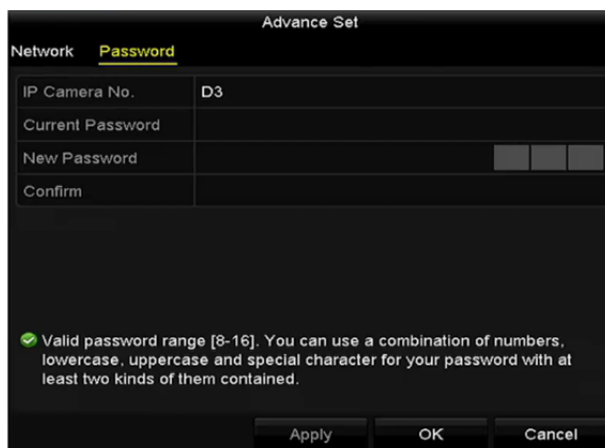 Advance Set
Network Password
IP Camera No. D3
Current Password
New Password
Confirm
Valid password range [8-16]. You can use a combination of numbers,
lowercase, uppercase and special character for your password with at
least two kinds of them contained.
Apply OK Cancel